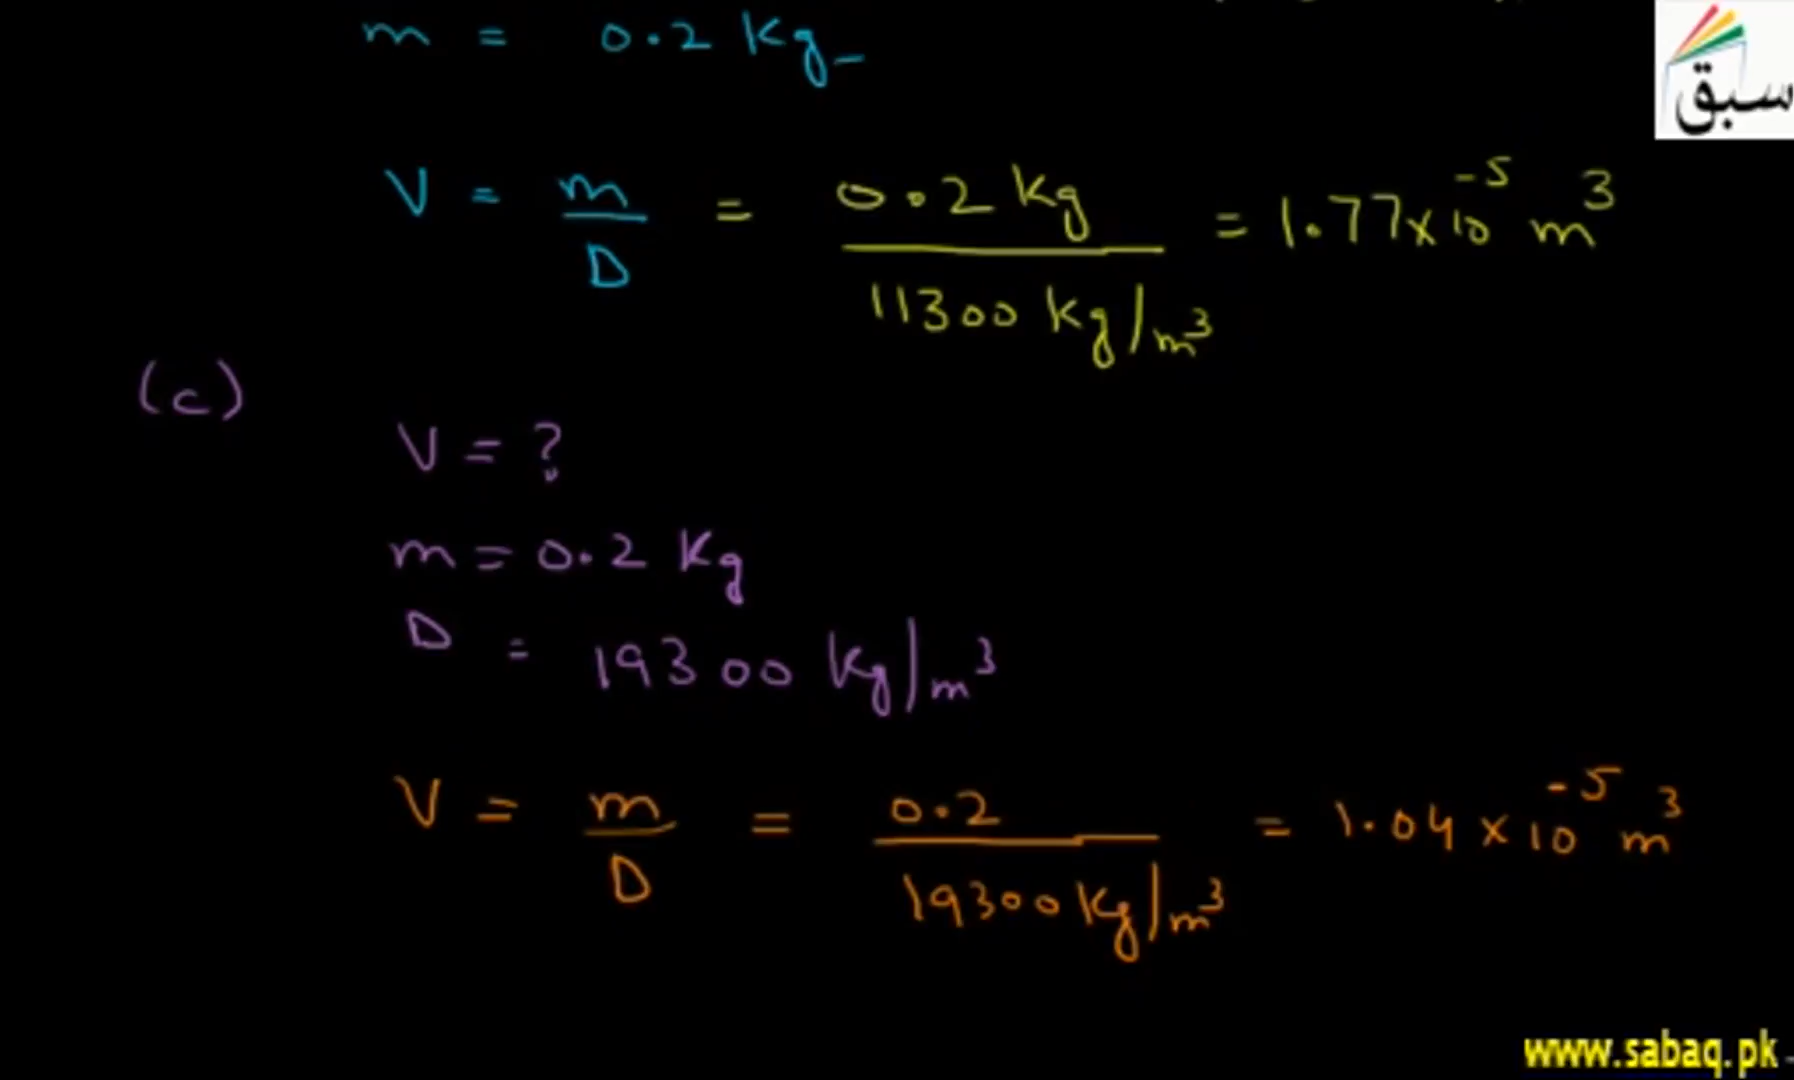 m = 0.2 kg-
سبق
V = m/D = 0.2 kg / 11300 kg/m³ = 1.77 x 10⁻⁵ m³
(c)
V = ?
m = 0.2 kg
D = 19300 kg/m³
V = m/D = 0.2 / 19300 kg/m³ = 1.04 x 10⁻⁵ m³
www.sabaq.pk